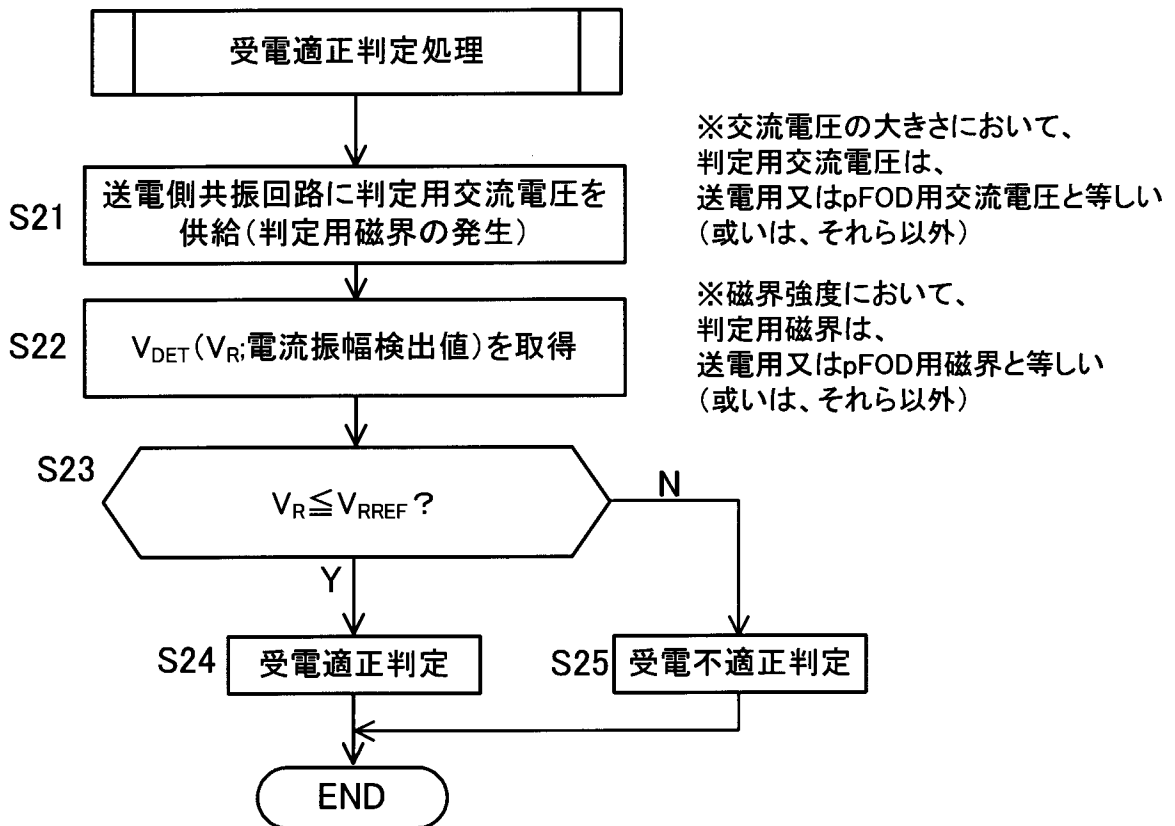 受電適正判定処理
※交流電圧の大きさにおいて、
判定用交流電圧は、
送電用又はpFOD用交流電圧と等しい
(或いは、それら以外)
S21
送電側共振回路に判定用交流電圧を
供給(判定用磁界の発生)
※磁界強度において、
判定用磁界は、
送電用又はpFOD用磁界と等しい
(或いは、それら以外)
S22
VDET(VR;電流振幅検出値)を取得
S23
VR≦VRREF?
N
Y
S24
受電適正判定
S25
受電不適正判定
END